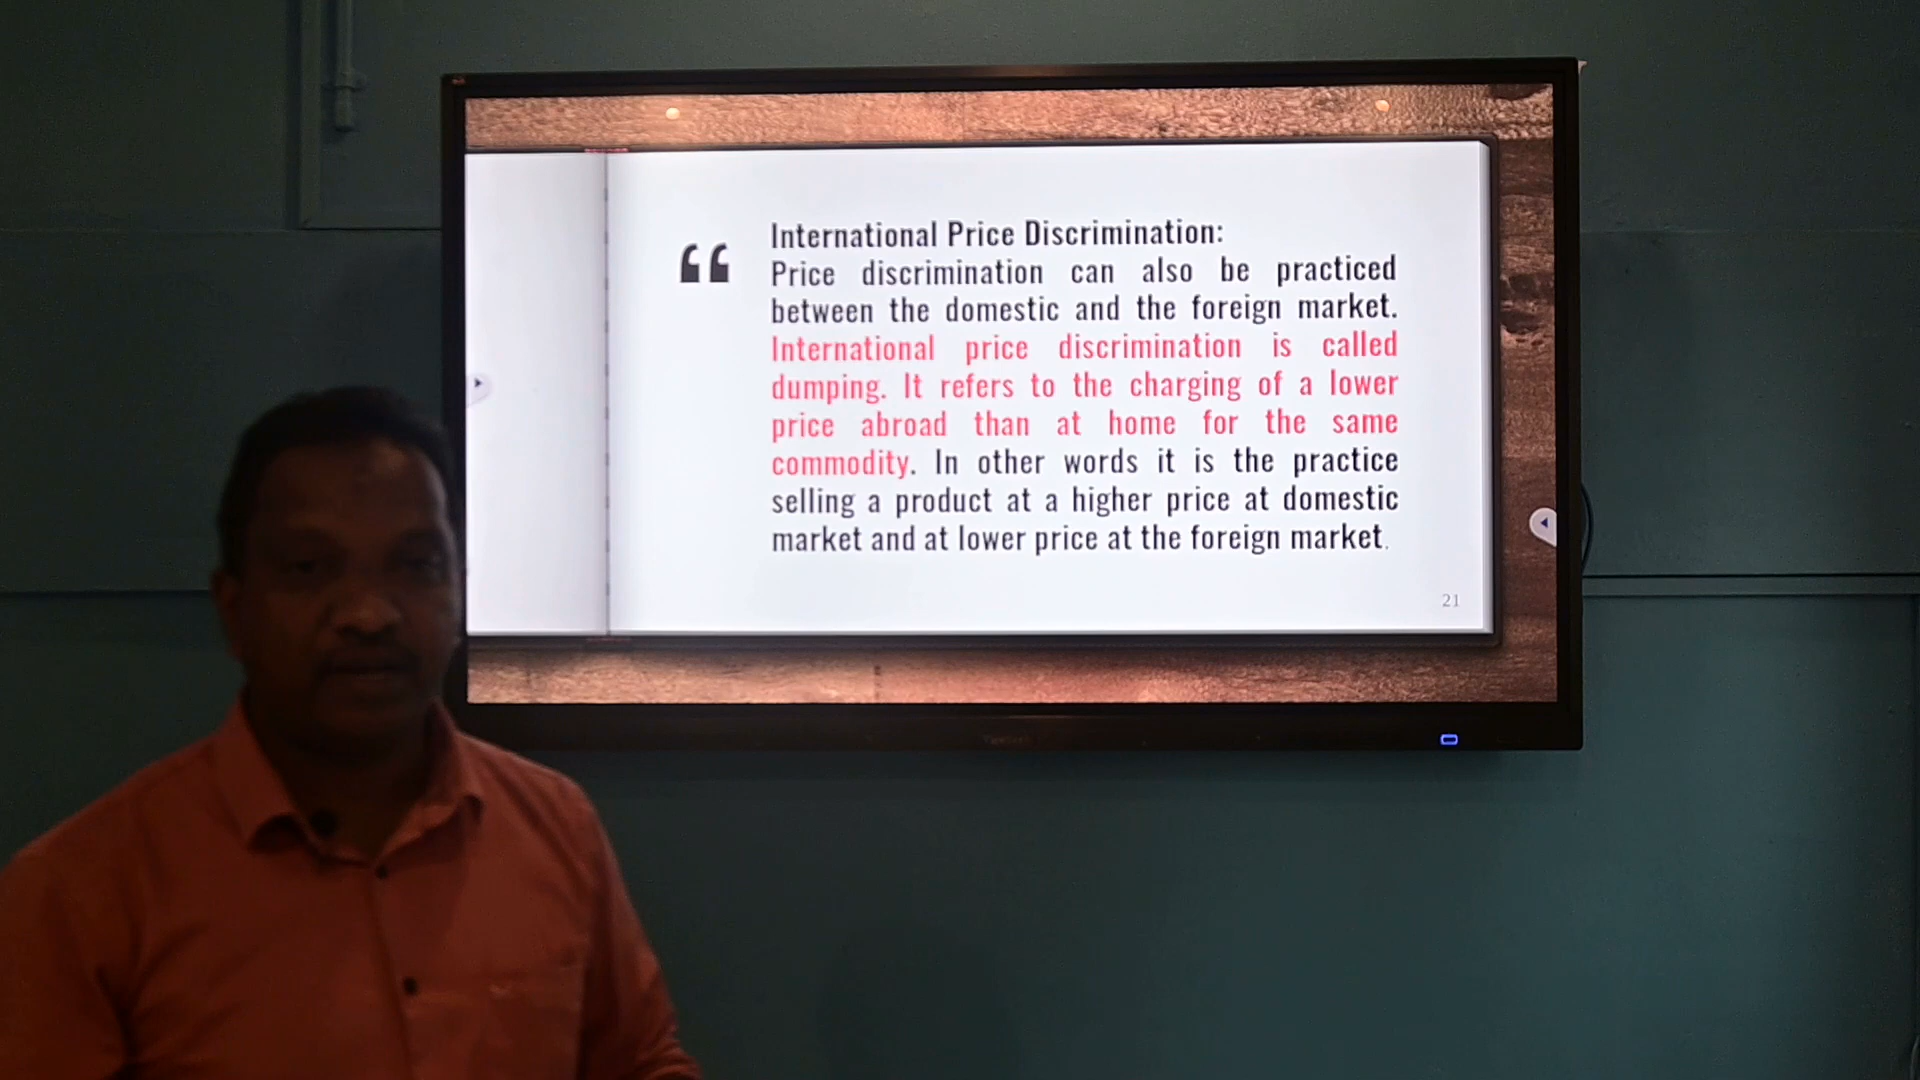 International Price Discrimination:
“ Price discrimination can also be practiced
between the domestic and the foreign market.
International price discrimination is called
dumping. It refers to the charging of a lower
price abroad than at home for the same
commodity. In other words it is the practice
selling a product at a higher price at domestic
market and at lower price at the foreign market.
21